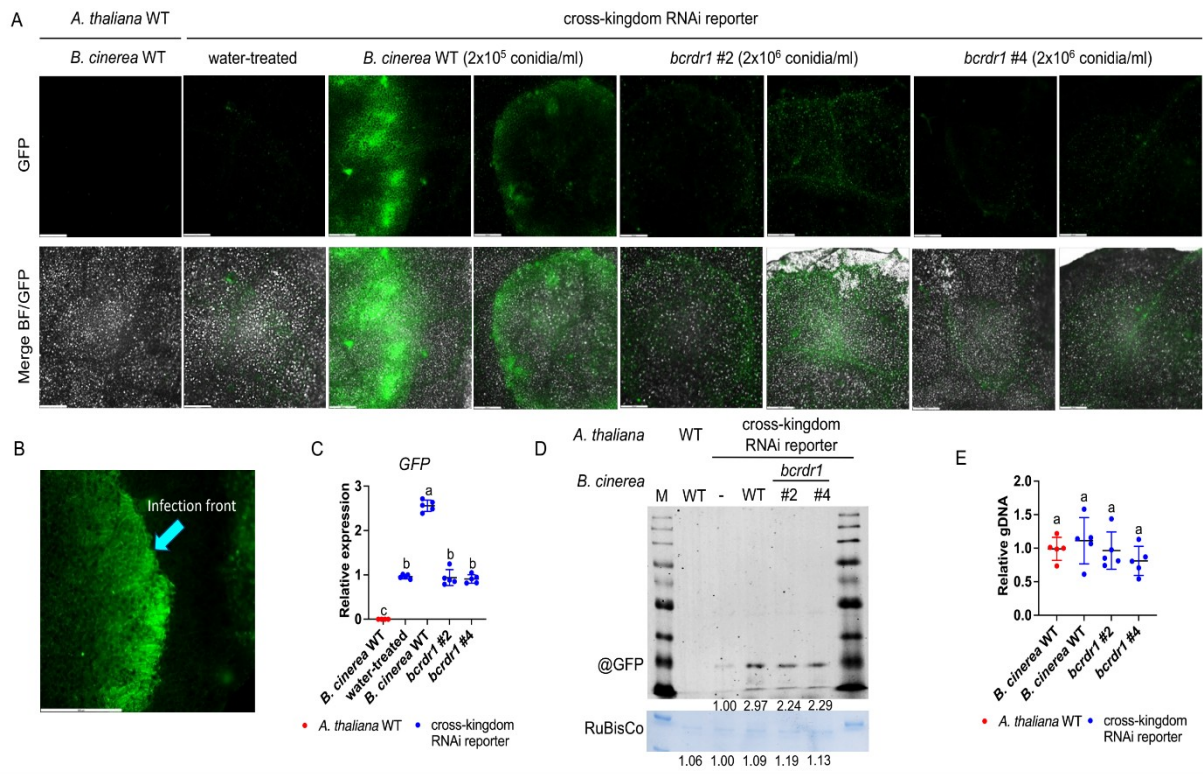 A
A. thaliana WT
cross-kingdom RNAi reporter
B. cinerea WT
water-treated
B. cinerea WT (2x10⁵ conidia/ml)
bcrdr1 #2 (2x10⁶ conidia/ml)
bcrdr1 #4 (2x10⁶ conidia/ml)
GFP
Merge BF/GFP
B
Infection front
C
GFP
Relative expression
3
2
1
0
a
b
b
b
c
B. cinerea WT
water-treated
B. cinerea WT
bcrdr1 #2
bcrdr1 #4
A. thaliana WT
cross-kingdom
RNAi reporter
D
A. thaliana
WT
cross-kingdom
RNAi reporter
B. cinerea
bcrdr1
M WT - WT #2 #4
@GFP
1.00 2.97 2.24 2.29
RuBisCo
1.06 1.00 1.09 1.19 1.13
E
Relative gDNA
2.0
1.5
1.0
0.5
0.0
a
a
a
a
B. cinerea WT
B. cinerea WT
bcrdr1 #2
bcrdr1 #4
A. thaliana WT
cross-kingdom
RNAi reporter